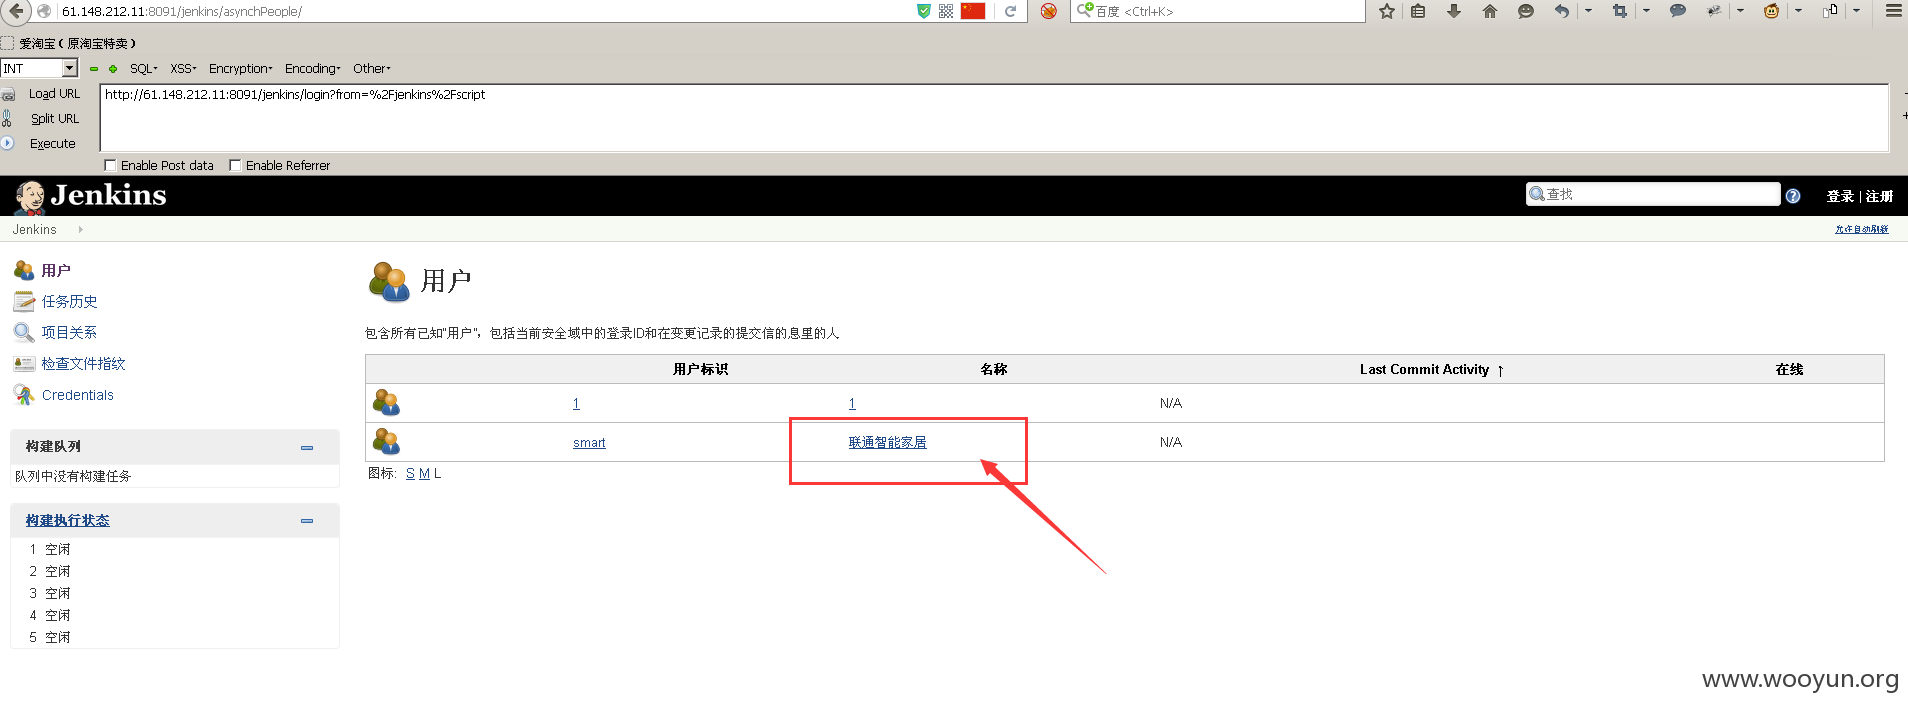 61.148.212.11:8091/jenkins/asynchPeople/
百度 <Ctrl+K>
爱淘宝（原淘宝特卖）
INT SQL XSS Encryption Encoding Other
Load URL http://61.148.212.11:8091/jenkins/login?from=%2Fjenkins%2Fscript
Split URL
Execute
Enable Post data Enable Referrer
Jenkins 查找 登录 | 注册
Jenkins 允许自动刷新
用户
任务历史
项目关系
检查文件指纹
Credentials
构建队列
队列中没有构建任务
构建执行状态
1 空闲
2 空闲
3 空闲
4 空闲
5 空闲
用户
包含所有已知"用户"，包括当前安全域中的登录ID和在变更记录的提交信的息里的人
用户标识 名称 Last Commit Activity ↑ 在线
1 1 N/A
smart 联通智能家居 N/A
图标: S M L
www.wooyun.org